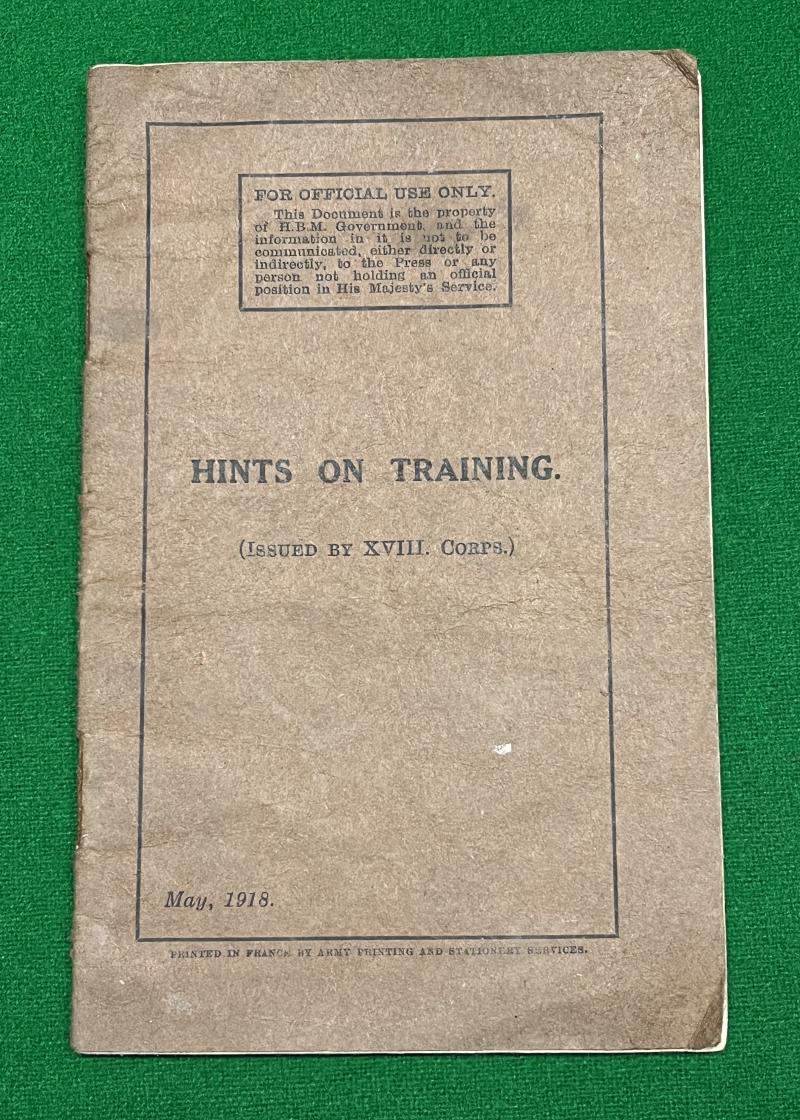 FOR OFFICIAL USE ONLY.
This Document is the property
of H.B.M. Government, and the
information in it is not to be
communicated, either directly or
indirectly, to the Press or any
person not holding an official
position in His Majesty's Service.
HINTS ON TRAINING.
(ISSUED BY XVIII. CORPS.)
May, 1918.
PRINTED IN FRANCE BY ARMY PRINTING AND STATIONERY SERVICES.